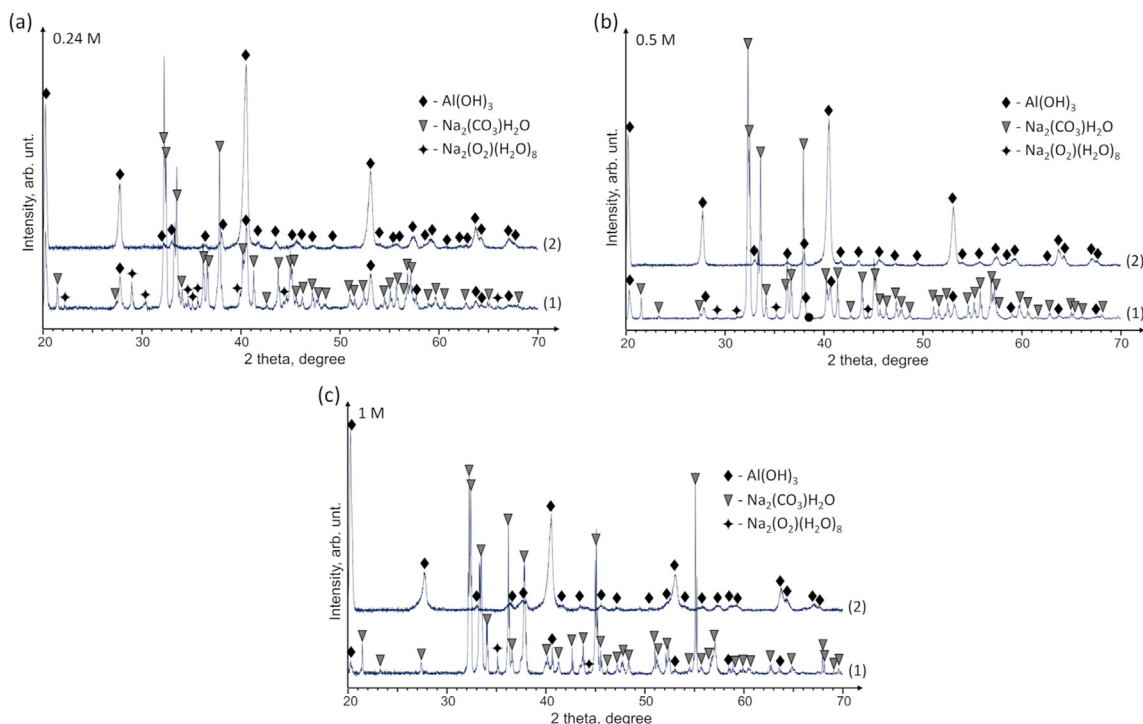 (a)
0.24 M
Intensity, arb. unt.
- Al(OH)₃
- Na₂(CO₃)H₂O
- Na₂(O₂)(H₂O)₈
(2)
(1)
20 30 40 50 60 70
2 theta, degree
(b)
0.5 M
Intensity, arb. unt.
- Al(OH)₃
- Na₂(CO₃)H₂O
- Na₂(O₂)(H₂O)₈
(2)
(1)
20 30 40 50 60 70
2 theta, degree
(c)
1 M
Intensity, arb. unt.
- Al(OH)₃
- Na₂(CO₃)H₂O
- Na₂(O₂)(H₂O)₈
(2)
(1)
20 30 40 50 60 70
2 theta, degree